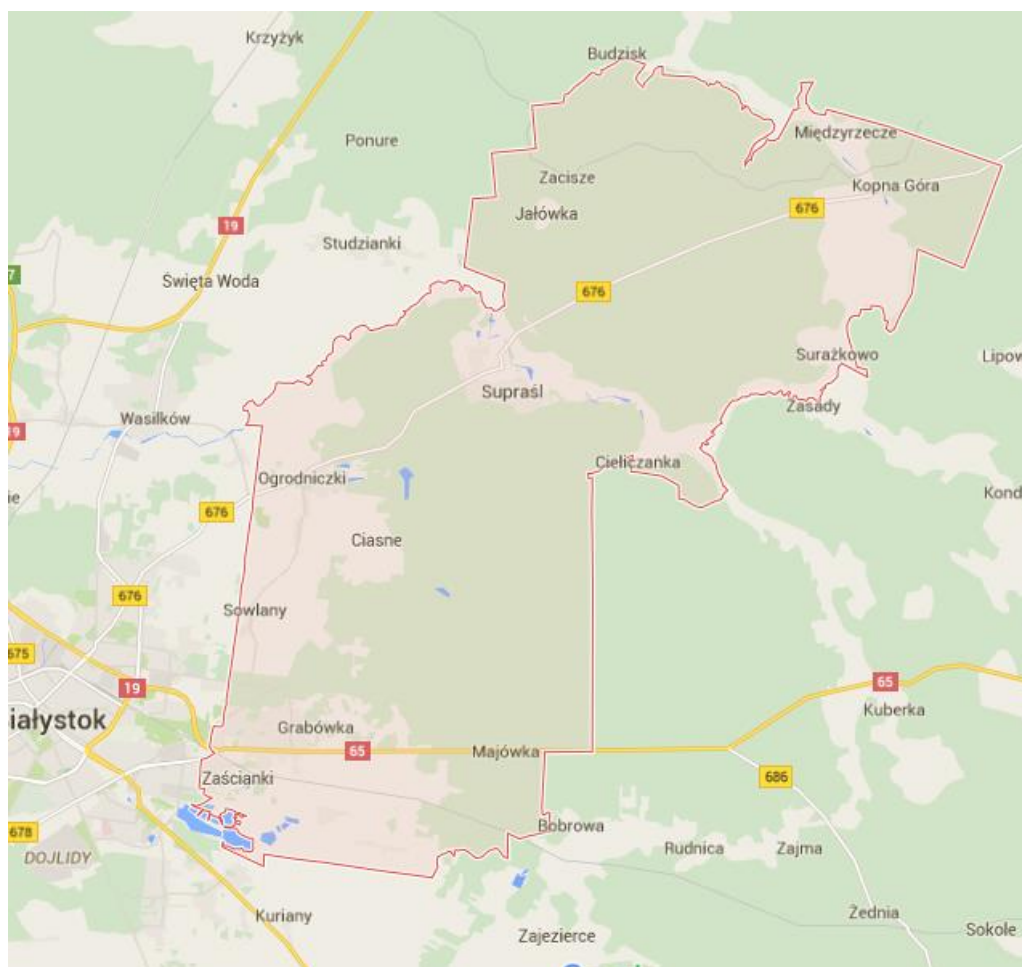 Krzyżyk
Budzisk
Ponure
Międzyrzecze
Zacisze
Kopna Góra
Jałówka
676
19
Studzianki
7
Święta Woda
676
Surażkowo
Lipow
Supraśl
Zasady
Wasilków
19
Cieliczanka
Ogrodniczki
ie
Kond
676
Ciasne
676
Sowlany
675
19
65
Kuberka
iałystok
Grabówka
65
Majówka
Zaścianki
686
678
Bobrowa
DOJLIDY
Rudnica
Zajma
Kuriany
Żednia
Zajezierce
Sokole